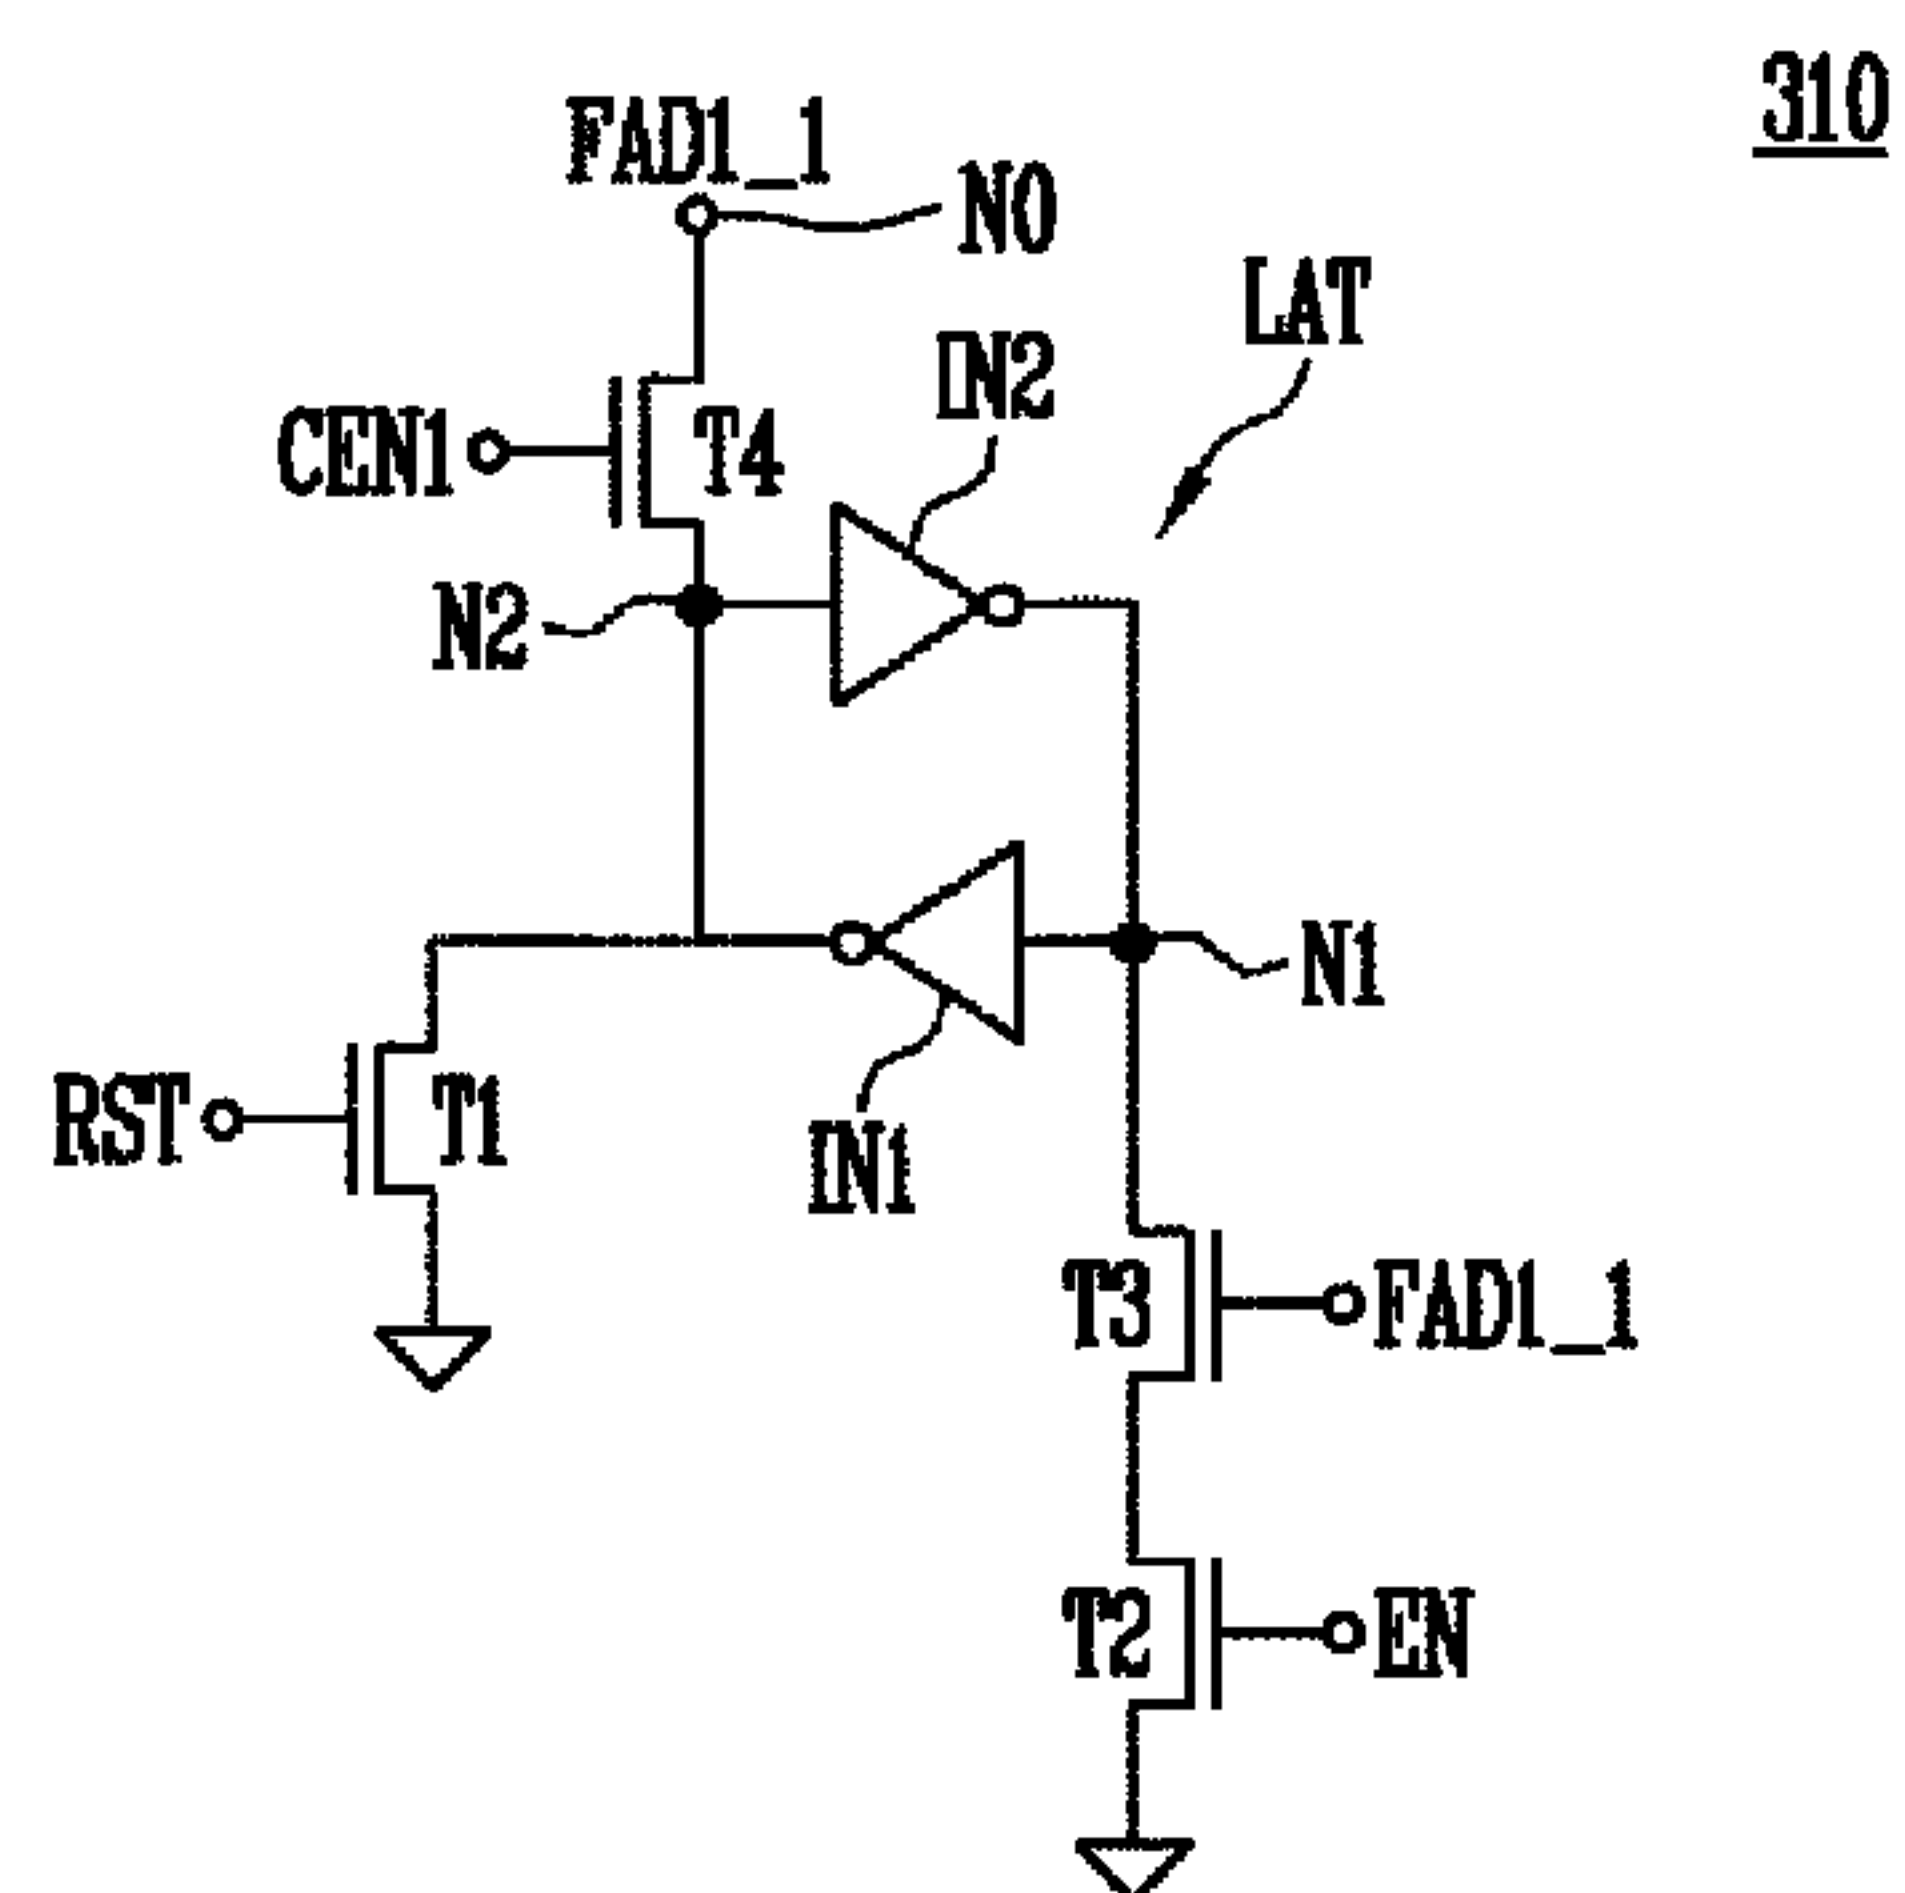 310
FAD1_1
N0
LAT
IN2
CEN1
T4
N2
N1
RST
T1
IN1
T3
FAD1_1
T2
EN